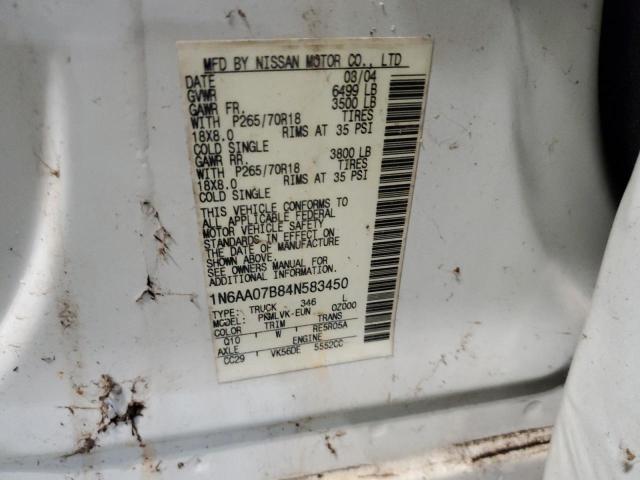 MFD BY NISSAN MOTOR CO., LTD
DATE 03/04
GVWR 6499 LB
GAWR FR. 3500 LB
WITH P265/70R18 TIRES
18X8.0 RIMS AT 35 PSI
COLD SINGLE
GAWR RR. 3800 LB
WITH P265/70R18 TIRES
18X8.0 RIMS AT 35 PSI
COLD SINGLE
THIS VEHICLE CONFORMS TO
ALL APPLICABLE FEDERAL
MOTOR VEHICLE SAFETY
STANDARDS IN EFFECT ON
THE DATE OF MANUFACTURE
SHOWN ABOVE.
SEE OWNERS MANUAL FOR
ADDITIONAL INFORMATION.
1N6AA07B84N583450
TYPE: TRUCK 346 L
MODEL: PKMLVK-EUN QZ000
COLOR TRIM TRANS
Q10 W RE5R05A
AXLE ENGINE
CC29 VK56DE 5552CC